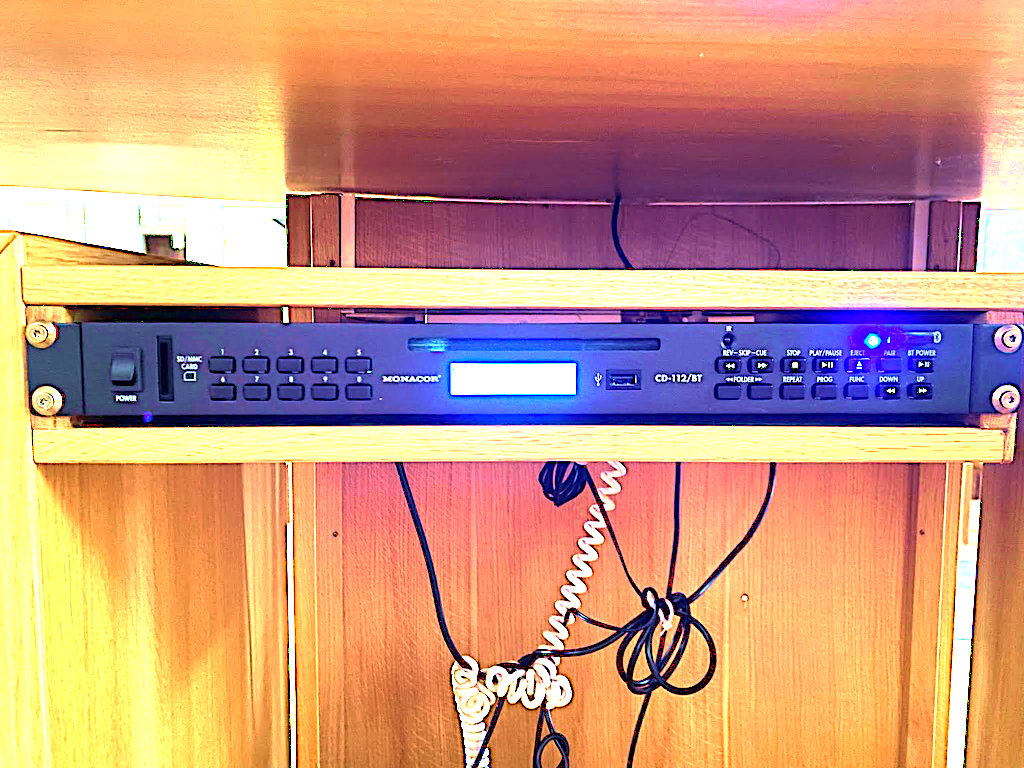 SD/MMC
CARD
POWER
1 2 3 4 5
6 7 8 9 0
MONACOR®
CD-112/BT
IR
REV–SKIP–CUE STOP PLAY/PAUSE EJECT PAIR BT POWER
FOLDER REPEAT PROG FUNC DOWN UP